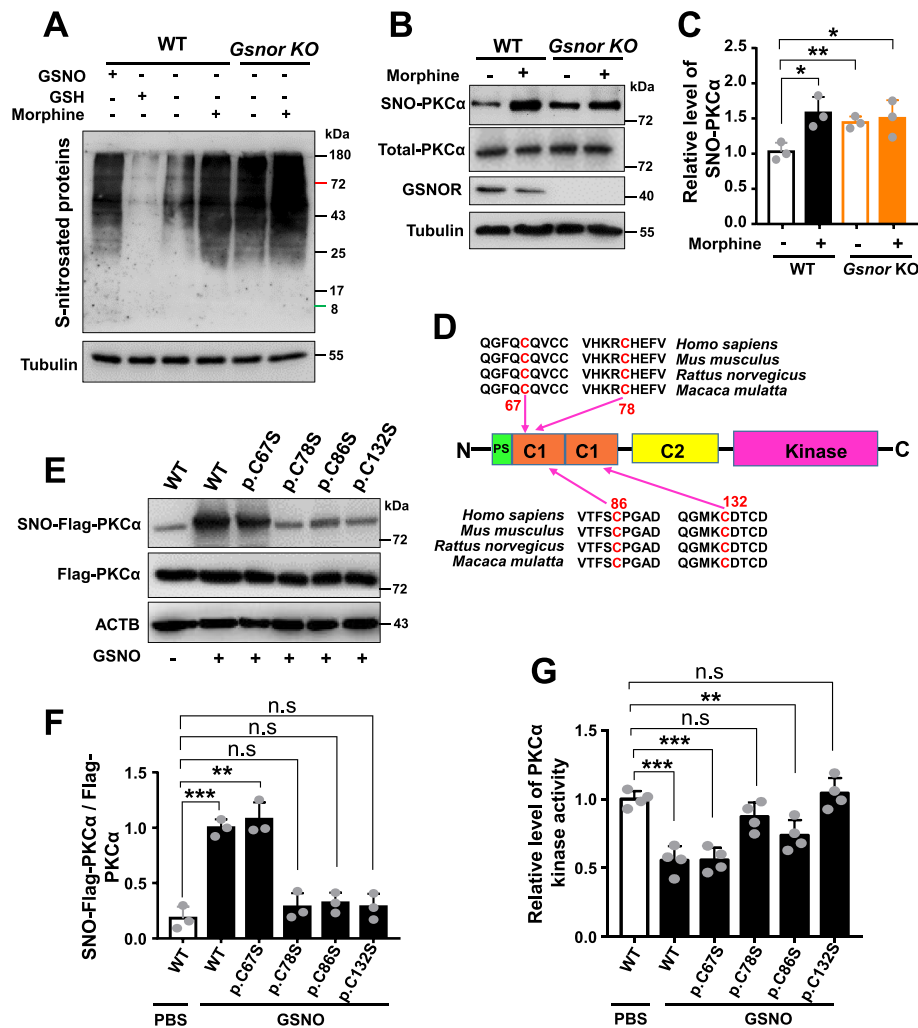 A
WT
Gsnor KO
GSNO + - - - - -
GSH - + - - - -
Morphine - - - + - +
kDa
180
72
43
25
17
8
S-nitrosated proteins
Tubulin
55
B
WT
Gsnor KO
Morphine - + - +
kDa
SNO-PKCα
72
Total-PKCα
72
GSNOR
40
Tubulin
55
C
Relative level of
SNO-PKCα
*
**
*
2.0
1.5
1.0
0.5
0.0
Morphine - + - +
WT
Gsnor KO
D
QGFQCQVCC VHKRCHEFV Homo sapiens
QGFQCQVCC VHKRCHEFV Mus musculus
QGFQCQVCC VHKRCHEFV Rattus norvegicus
QGFQCQVCC VHKRCHEFV Macaca mulatta
67 78
N PS C1 C1 C2 Kinase C
86 132
Homo sapiens VTFSCPGAD QGMKCDTCD
Mus musculus VTFSCPGAD QGMKCDTCD
Rattus norvegicus VTFSCPGAD QGMKCDTCD
Macaca mulatta VTFSCPGAD QGMKCDTCD
E
WT WT p.C67S p.C78S p.C86S p.C132S
kDa
SNO-Flag-PKCα
72
Flag-PKCα
72
ACTB
43
GSNO - + + + + +
F
SNO-Flag-PKCα / Flag-
PKCα
n.s
n.s
n.s
**
***
1.5
1.0
0.5
0.0
WT WT p.C67S p.C78S p.C86S p.C132S
PBS GSNO
G
Relative level of PKCα
kinase activity
n.s
**
n.s
***
***
1.5
1.0
0.5
0.0
WT WT p.C67S p.C78S p.C86S p.C132S
PBS GSNO